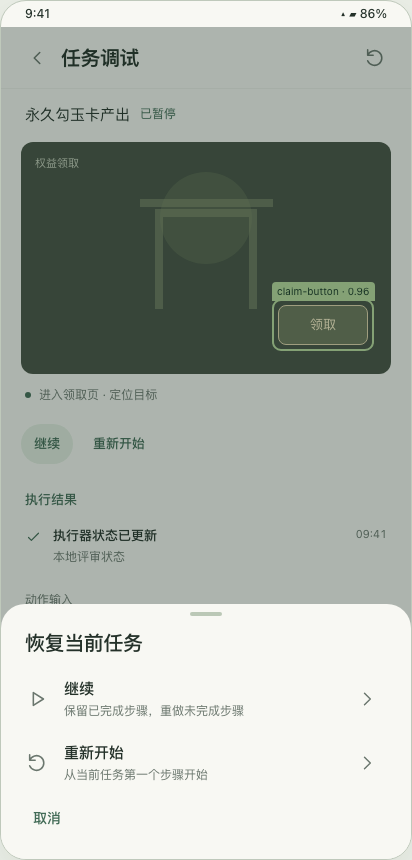 9:41
86%
任务调试
永久勾玉卡产出 已暂停
权益领取
claim-button · 0.96
领取
进入领取页 · 定位目标
继续 重新开始
执行结果
执行器状态已更新 09:41
本地评审状态
动作输入
恢复当前任务
继续
保留已完成步骤，重做未完成步骤
重新开始
从当前任务第一个步骤开始
取消